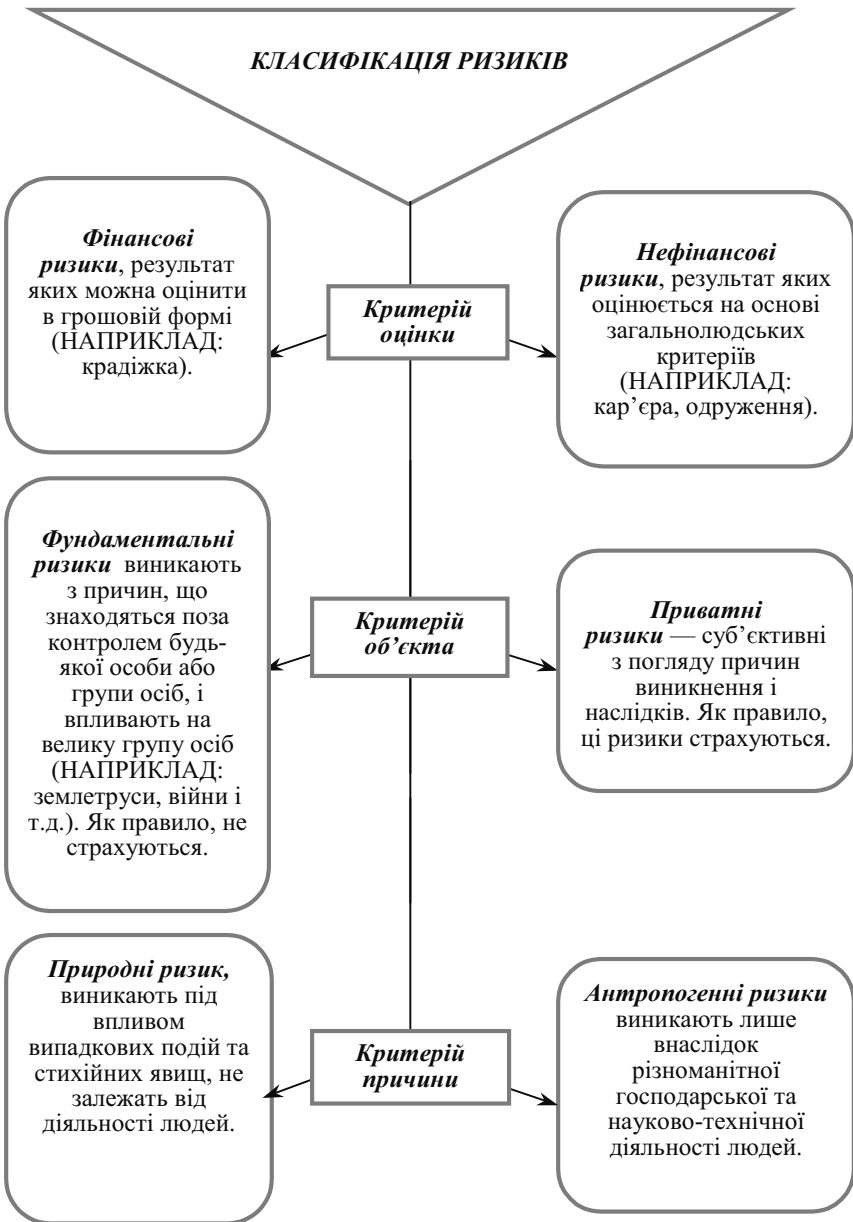 КЛАСИФІКАЦІЯ РИЗИКІВ
Фінансові
ризики, результат
яких можна оцінити
в грошовій формі
(НАПРИКЛАД:
крадіжка).
Критерій
оцінки
Нефінансові
ризики, результат яких
оцінюється на основі
загальнолюдських
критеріїв
(НАПРИКЛАД:
кар’єра, одруження).
Фундаментальні
ризики виникають
з причин, що
знаходяться поза
контролем будь-
якої особи або
групи осіб, і
впливають на
велику групу осіб
(НАПРИКЛАД:
землетруси, війни і
т.д.). Як правило, не
страхуються.
Критерій
об’єкта
Приватні
ризики — суб’єктивні
з погляду причин
виникнення і
наслідків. Як правило,
ці ризики страхуються.
Природні ризик,
виникають під
впливом
випадкових подій та
стихійних явищ, не
залежать від
діяльності людей.
Критерій
причини
Антропогенні ризики
виникають лише
внаслідок
різноманітної
господарської та
науково-технічної
діяльності людей.